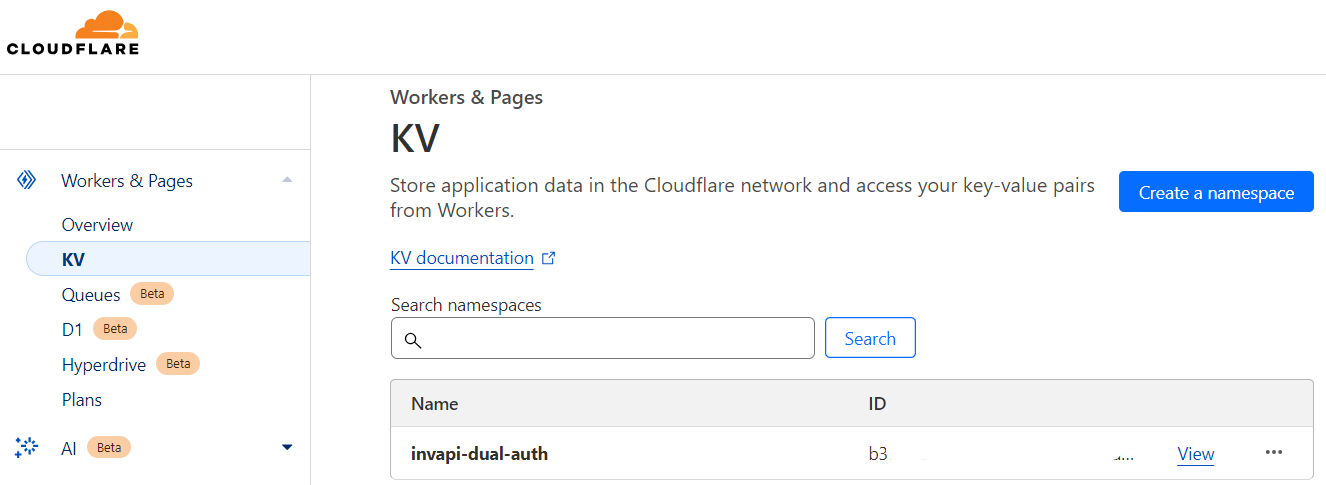 CLOUDFLARE
Workers & Pages
KV
Store application data in the Cloudflare network and access your key-value pairs
from Workers.
Create a namespace
KV documentation
Search namespaces
Search
Name ID
invapi-dual-auth b3 View
Workers & Pages
Overview
KV
Queues Beta
D1 Beta
Hyperdrive Beta
Plans
AI Beta